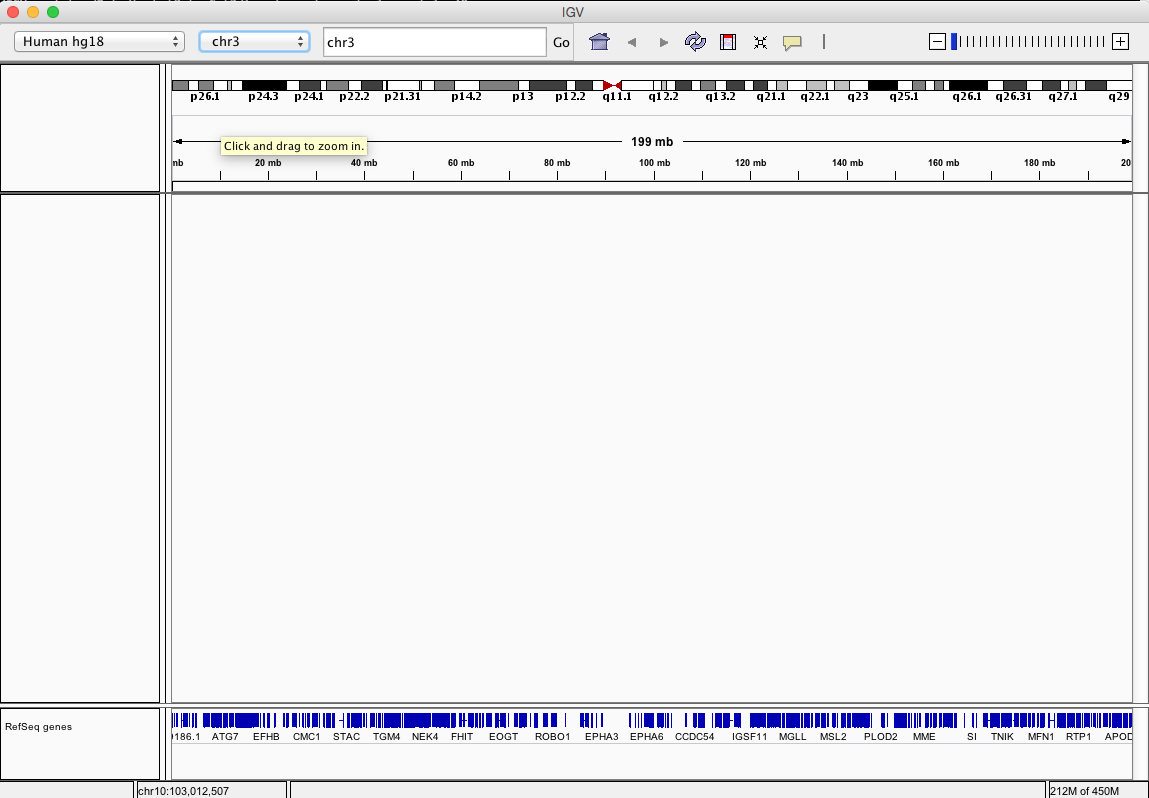 IGV
Human hg18 chr3 chr3 Go
p26.1 p24.3 p24.1 p22.2 p21.31 p14.2 p13 p12.2 q11.1 q12.2 q13.2 q21.1 q22.1 q23 q25.1 q26.1 q26.31 q27.1 q29
Click and drag to zoom in. 199 mb
mb 20 mb 40 mb 60 mb 80 mb 100 mb 120 mb 140 mb 160 mb 180 mb 20
RefSeq genes
186.1 ATG7 EFHB CMC1 STAC TGM4 NEK4 FHIT EOGT ROBO1 EPHA3 EPHA6 CCDC54 IGSF11 MGLL MSL2 PLOD2 MME SI TNIK MFN1 RTP1 APOD
chr10:103,012,507 212M of 450M